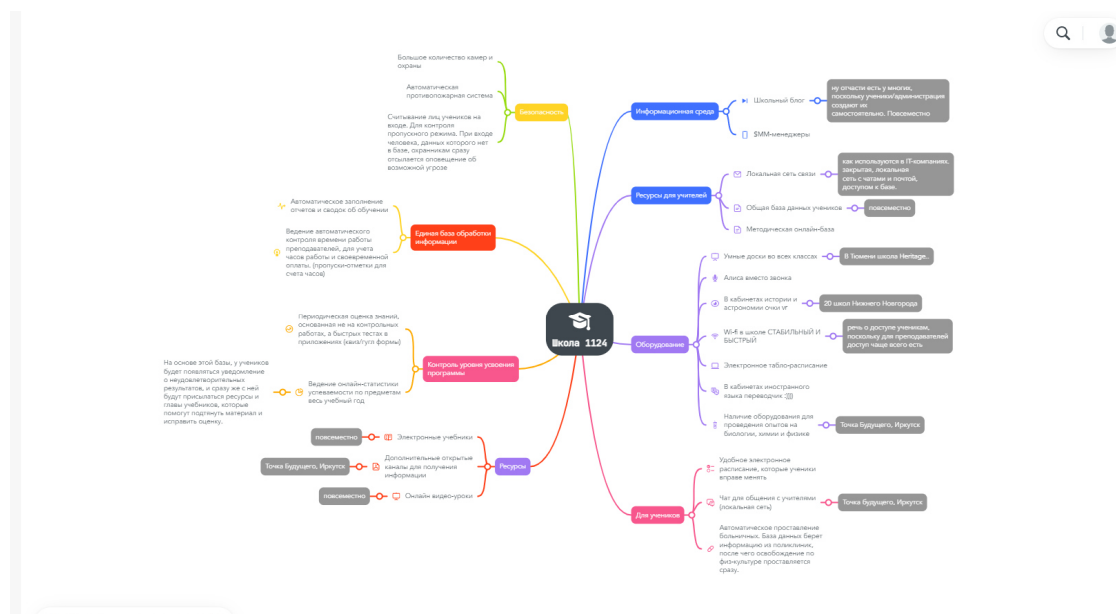 Большое количество камер и
охраны
Автоматическая
противопожарная система
Считывание лиц учеников на
входе. Для контроля
пропускного режима. При входе
человека, данных которого нет
в базе, охранникам сразу
отсылается оповещение об
возможной угрозе
Безопасность
Автоматическое заполнение
отчетов и сводок об обучении
Ведение автоматического
контроля времени работы
преподавателей, для учета
часов работы и своевременной
оплаты. (пропуски-отметки для
счета часов)
Единая база обработки
информации
Периодическая оценка знаний,
основанная не на контрольных
работах, а быстрых тестах в
приложениях (квиз/гугл формы)
На основе этой базы, у учеников
будет появляться уведомление
о неудовлетворительных
результатов, и сразу же с ней
будут присылаться ресурсы и
главы учебников, которые
помогут подтянуть материал и
исправить оценку.
Ведение онлайн-статистики
успеваемости по предметам
весь учебный год
Контроль уровня усвоения
программы
повсеместно
Электронные учебники
Точка Будущего, Иркутск
Дополнительные открытые
каналы для получения
информации
повсеместно
Онлайн видео-уроки
Ресурсы
Школа 1124
Информационная среда
Школьный блог
ну отчасти есть у многих,
поскольку ученики/администрация
создают их
самостоятельно. Повсеместно
SMM-менеджеры
Ресурсы для учителей
Локальная сеть связи
как используются в IT-компаниях.
закрытая, локальная
сеть с чатами и почтой,
доступом к базе.
Общая база данных учеников
повсеместно
Методическая онлайн-база
Оборудование
Умные доски во всех классах
В Тюмени школа Heritage..
Алиса вместо звонка
В кабинетах истории и
астрономии очки vr
20 школ Нижнего Новгорода
Wi-fi в школе СТАБИЛЬНЫЙ И
БЫСТРЫЙ
речь о доступе ученикам,
поскольку для преподавателей
доступ чаще всего есть
Электронное табло-расписание
В кабинетах иностранного
языка переводчик :))))
Наличие оборудования для
проведения опытов на
биологии, химии и физике
Точка Будущего, Иркутск
Для учеников
Удобное электронное
расписание, которые ученики
вправе менять
Чат для общения с учителями
(локальная сеть)
Точка будущего, Иркутск
Автоматическое проставление
больничных. База данных берет
информацию из поликлиник,
после чего освобождение по
физ-культуре проставляется
сразу.